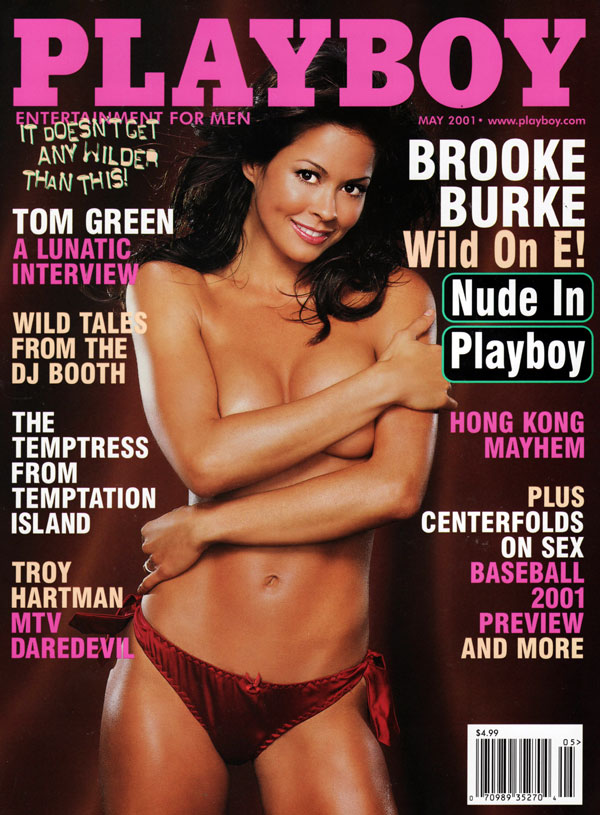 PLAYBOY
ENTERTAINMENT FOR MEN
MAY 2001 • www.playboy.com
IT DOESN'T GET
ANY WILDER
THAN THIS!
TOM GREEN
A LUNATIC
INTERVIEW
WILD TALES
FROM THE
DJ BOOTH
THE
TEMPTRESS
FROM
TEMPTATION
ISLAND
TROY
HARTMAN
MTV
DAREDEVIL
BROOKE
BURKE
Wild On E!
Nude In
Playboy
HONG KONG
MAYHEM
PLUS
CENTERFOLDS
ON SEX
BASEBALL
2001
PREVIEW
AND MORE
$4.99
05>
0 70989 35270 4